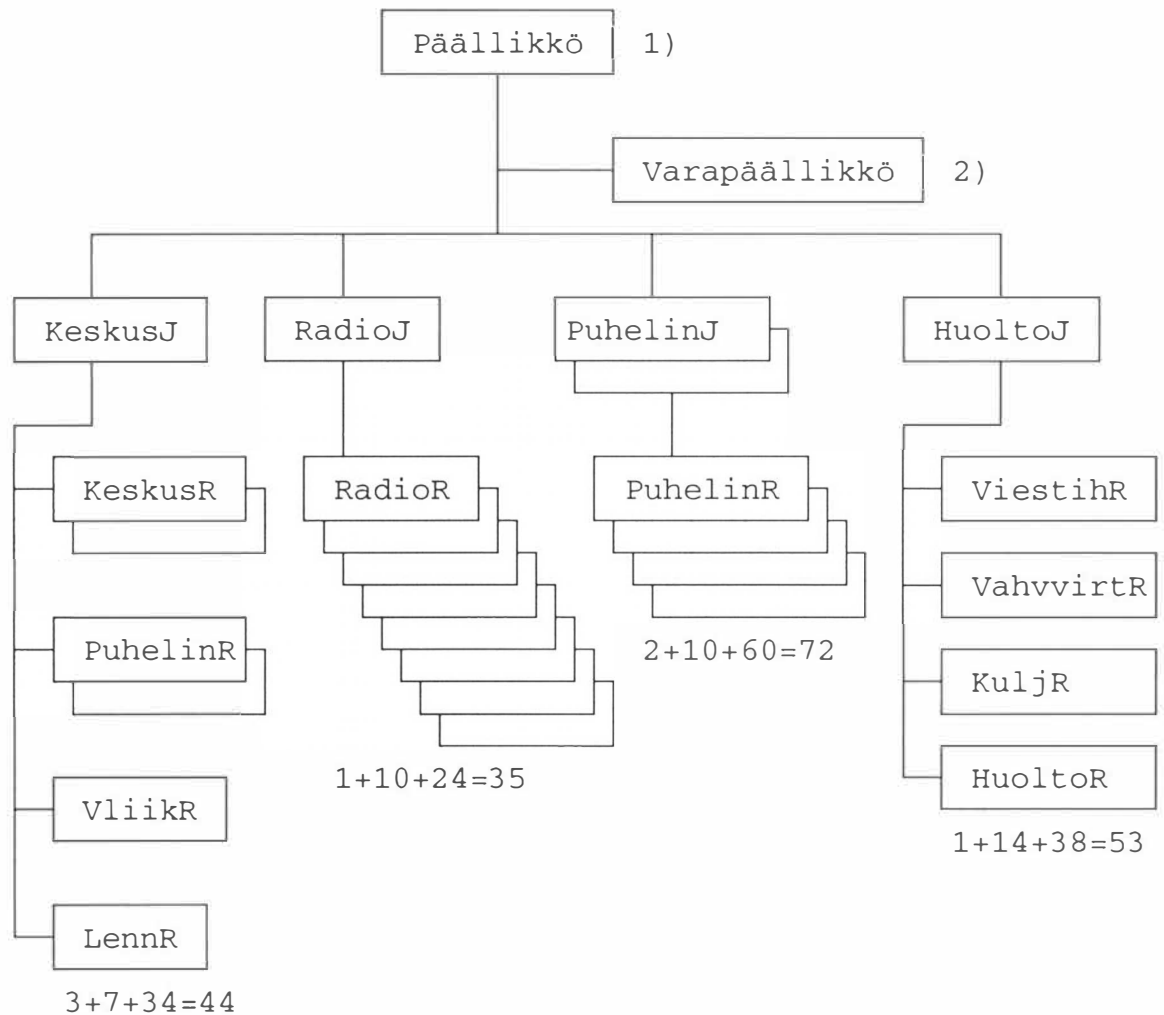 Päällikkö 1)
Varapäällikkö 2)
KeskusJ RadioJ PuhelinJ HuoltoJ
KeskusR RadioR PuhelinR ViestihR
VahvvirtR
PuhelinR 2+10+60=72 KuljR
1+10+24=35 HuoltoR
VliikR 1+14+38=53
LennR
3+7+34=44